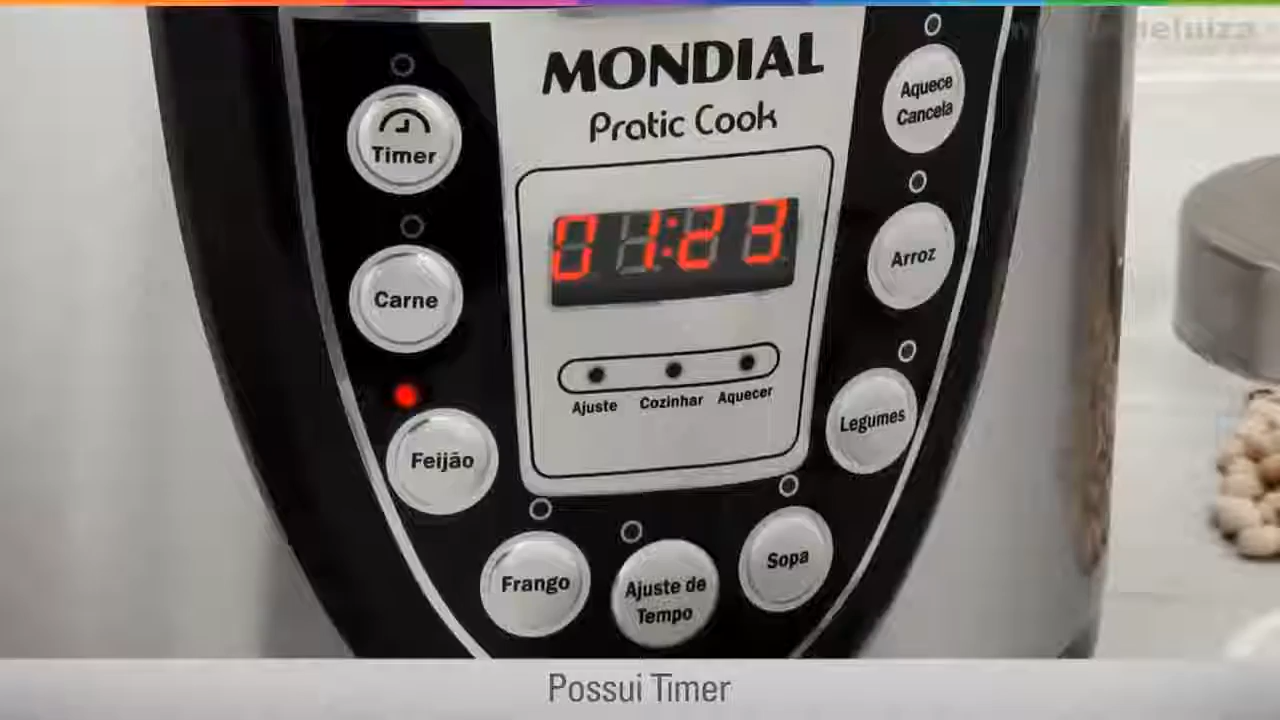 MONDIAL
Pratic Cook
01:23
Ajuste Cozinhar Aquecer
Timer
Carne
Feijão
Frango
Ajuste de
Tempo
Sopa
Legumes
Arroz
Aquece
Cancela
Possui Timer